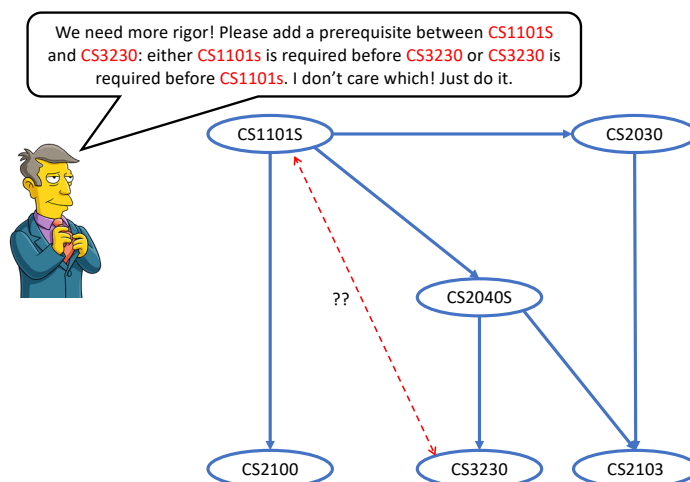 We need more rigor! Please add a prerequisite between CS1101S
and CS3230: either CS1101s is required before CS3230 or CS3230 is
required before CS1101s. I don’t care which! Just do it.
CS1101S
CS2030
CS2040S
??
CS2100
CS3230
CS2103